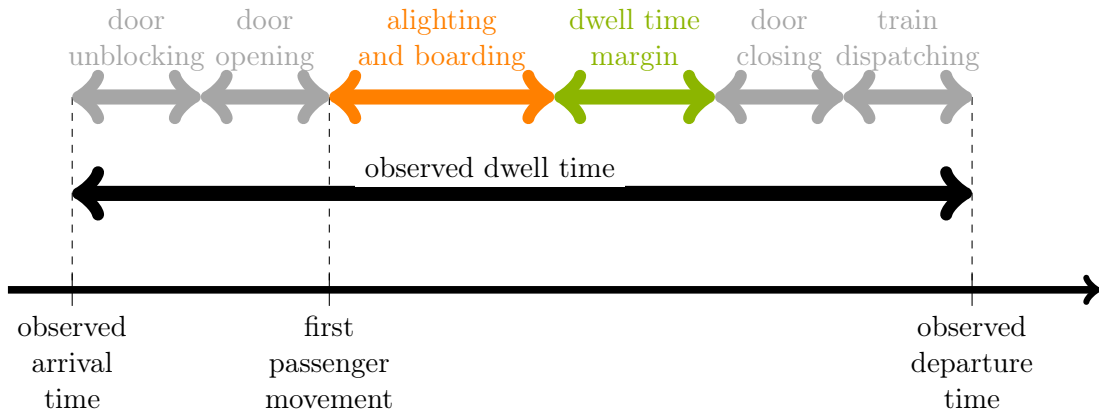 door
unblocking
door
opening
alighting
and boarding
dwell time
margin
door
closing
train
dispatching
observed dwell time
observed
arrival
time
first
passenger
movement
observed
departure
time